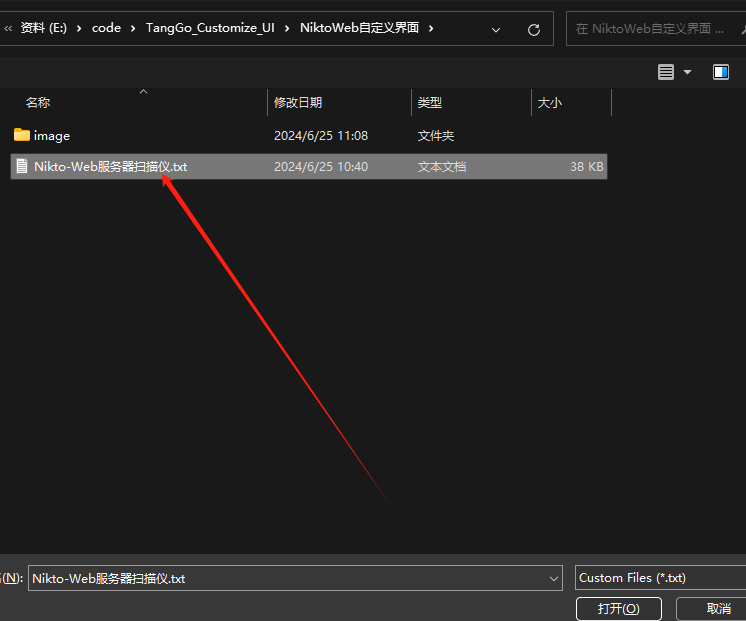 « 资料 (E:) › code › TangGo_Customize_UI › NiktoWeb自定义界面 ›
在 NiktoWeb自定义界面 ...
名称 修改日期 类型 大小
image 2024/6/25 11:08 文件夹
Nikto-Web服务器扫描仪.txt 2024/6/25 10:40 文本文档 38 KB
(N): Nikto-Web服务器扫描仪.txt Custom Files (*.txt)
打开(O) 取消